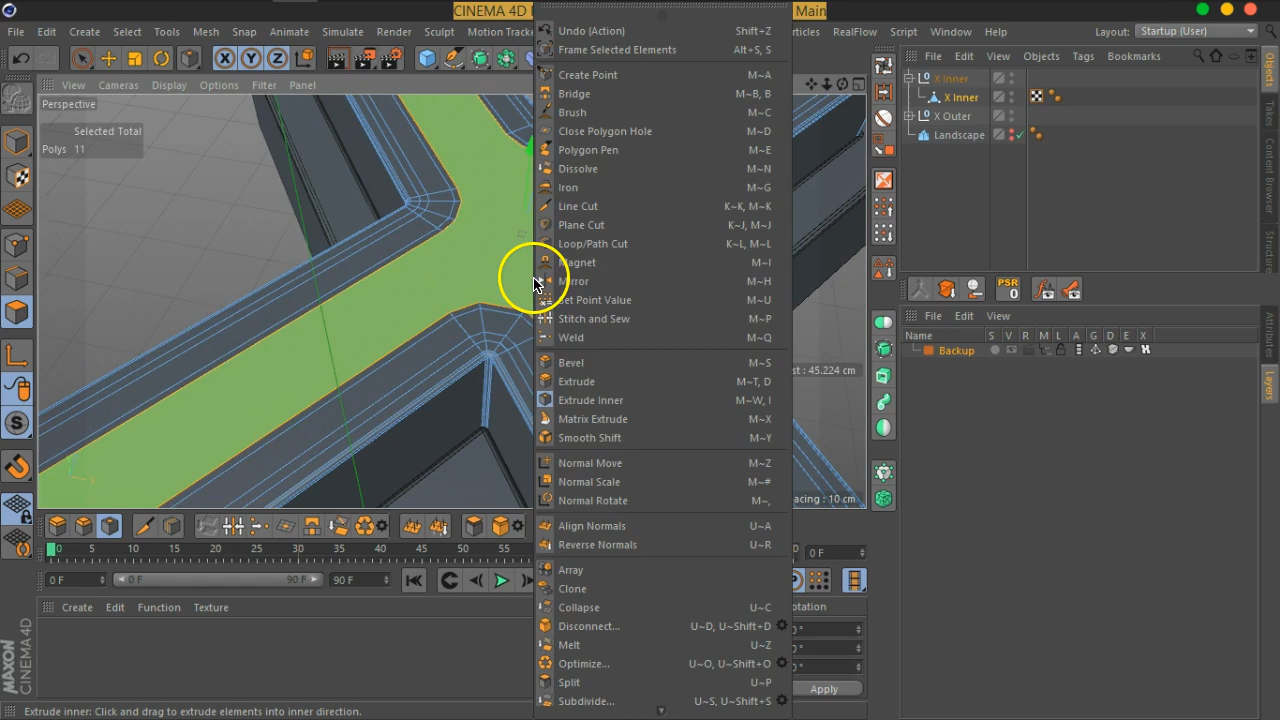 CINEMA 4D
Main
File Edit Create Select Tools Mesh Snap Animate Simulate Render Sculpt Motion
RealFlow Script Window Help Layout: Startup (User)
View Cameras Display Options Filter Panel
Perspective
Selected Total
Polys 11
Undo (Action) Shift+Z
Frame Selected Elements Alt+S, S
Create Point M~A
Bridge M~B, B
Brush M~C
Close Polygon Hole M~D
Polygon Pen M~E
Dissolve M~N
Iron M~G
Line Cut K~K, M~K
Plane Cut K~J, M~J
Loop/Path Cut K~L, M~L
Magnet M~I
Mirror M~H
Set Point Value M~U
Stitch and Sew M~P
Weld M~Q
Bevel M~S
Extrude M~T, D
Extrude Inner M~W, I
Matrix Extrude M~X
Smooth Shift M~Y
Normal Move M~Z
Normal Scale M~#
Normal Rotate M~,
Align Normals U~A
Reverse Normals U~R
Array
Clone
Collapse U~C
Disconnect... U~D, U~Shift+D
Melt U~Z
Optimize... U~O, U~Shift+O
Split U~P
Subdivide... U~S, U~Shift+S
: 45.224 cm
: 10 cm
File Edit View Objects Tags Bookmarks
X Inner
X Inner
X Outer
Landscape
PSR
0
File Edit View
Name S V R M L A G D E X
Backup
Objects
Takes
Content Browser
Structure
Attributes
Layers
0 5 10 15 20 25 30 35 40 45 50 55
0 F
0 F 0 F 90 F 90 F
Create Edit Function Texture
Apply
MAXON
CINEMA 4D
Extrude inner: Click and drag to extrude elements into inner direction.